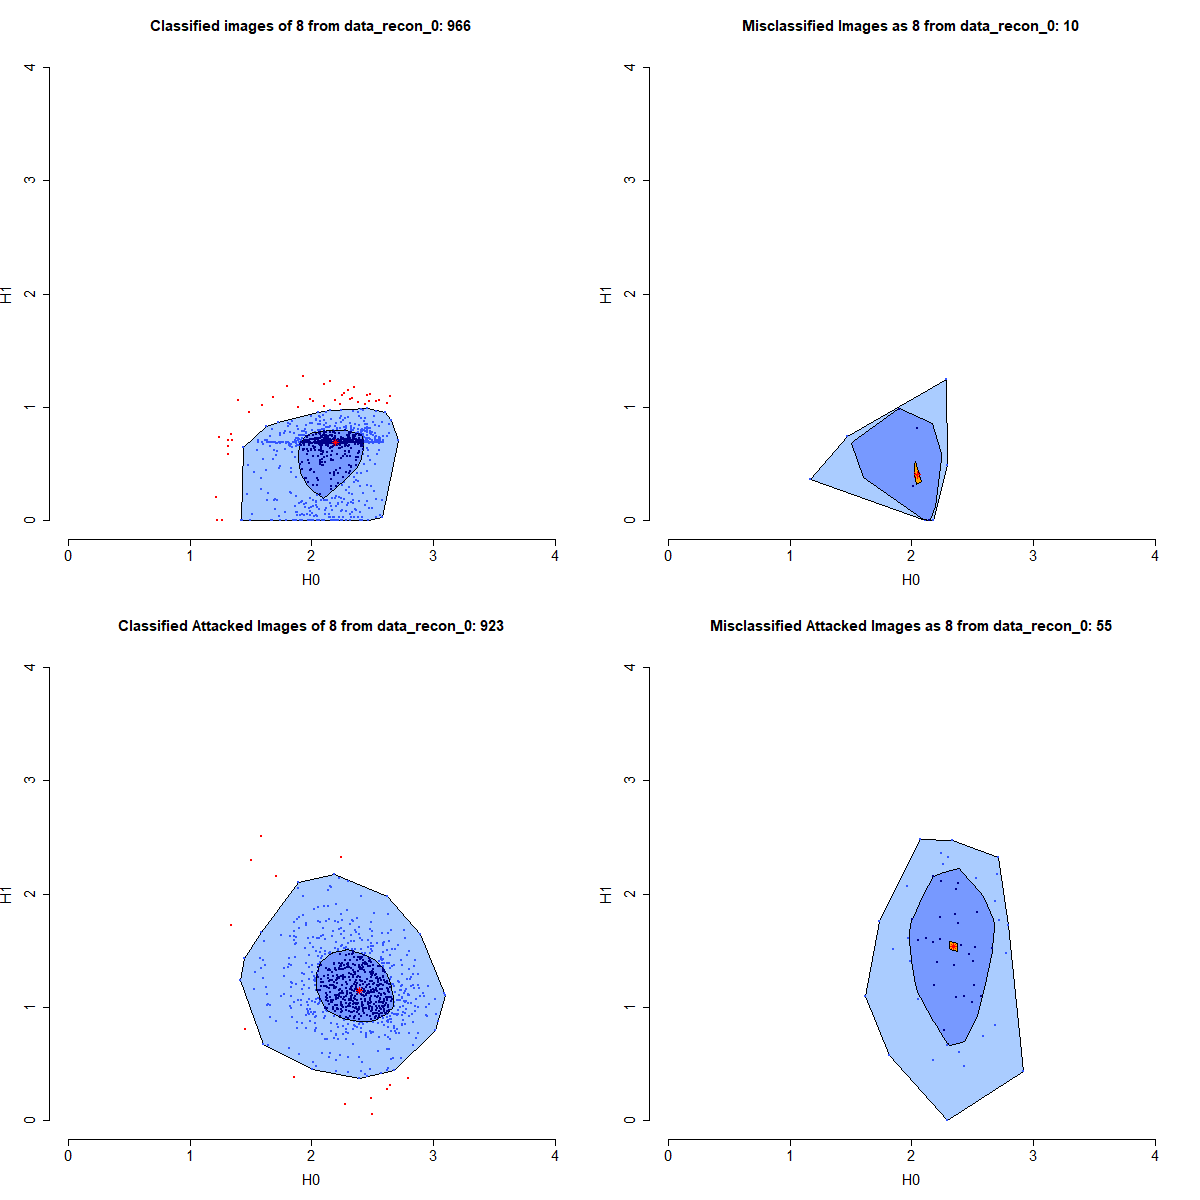 Classified images of 8 from data_recon_0: 966
4
3
2
1
0
H1
0 1 2 3 4
H0
Misclassified Images as 8 from data_recon_0: 10
4
3
2
1
0
H1
0 1 2 3 4
H0
Classified Attacked Images of 8 from data_recon_0: 923
4
3
2
1
0
H1
0 1 2 3 4
H0
Misclassified Attacked Images as 8 from data_recon_0: 55
4
3
2
1
0
H1
0 1 2 3 4
H0